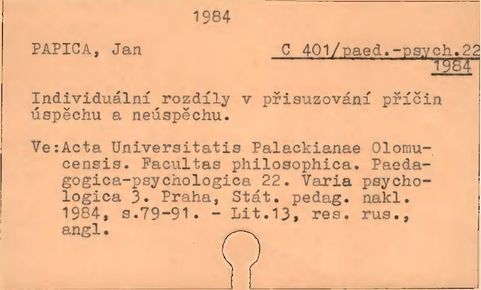 1984
PAPICA, Jan C 401/paed.-psych.22
1984
Individuální rozdíly v přisuzování příčin
úspěchu a neúspěchu.
Ve:Acta Universitatis Palackianae Olomu-
censis. Facultas philosophica. Paeda-
gogica-psychologica 22. Varia psycho-
logica 3. Praha, Stát. pedag. nakl.
1984, s.79-91. - Lit.13, res. rus.,
angl.